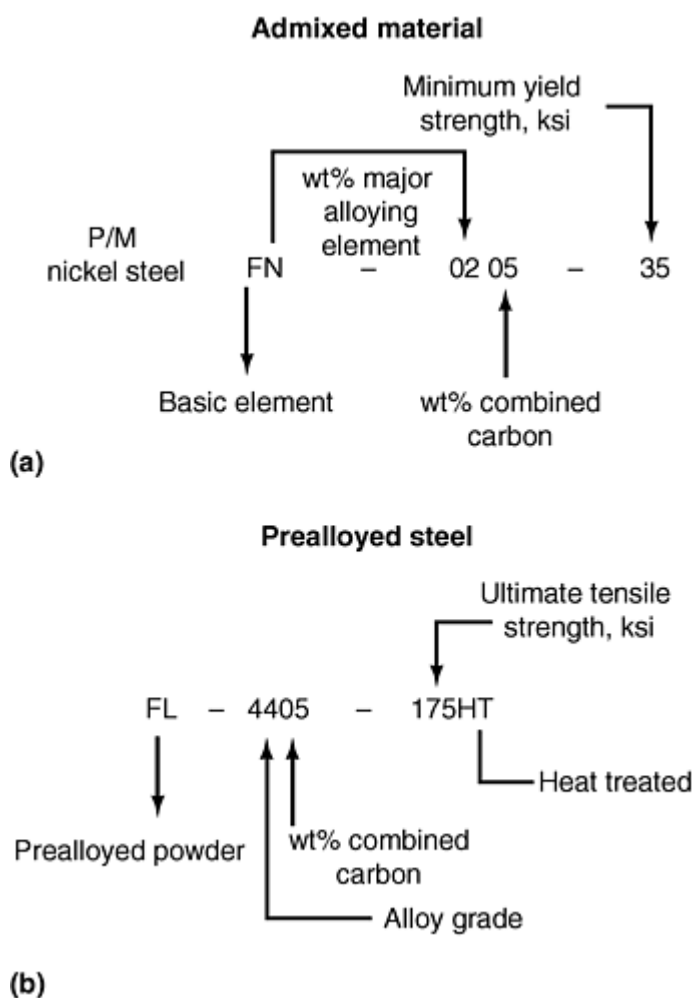 Admixed material
Minimum yield
strength, ksi
wt% major
alloying
element
P/M
nickel steel
FN – 02 05 – 35
Basic element
wt% combined
carbon
(a)
Prealloyed steel
Ultimate tensile
strength, ksi
FL – 4405 – 175HT
Heat treated
Prealloyed powder
wt% combined
carbon
Alloy grade
(b)